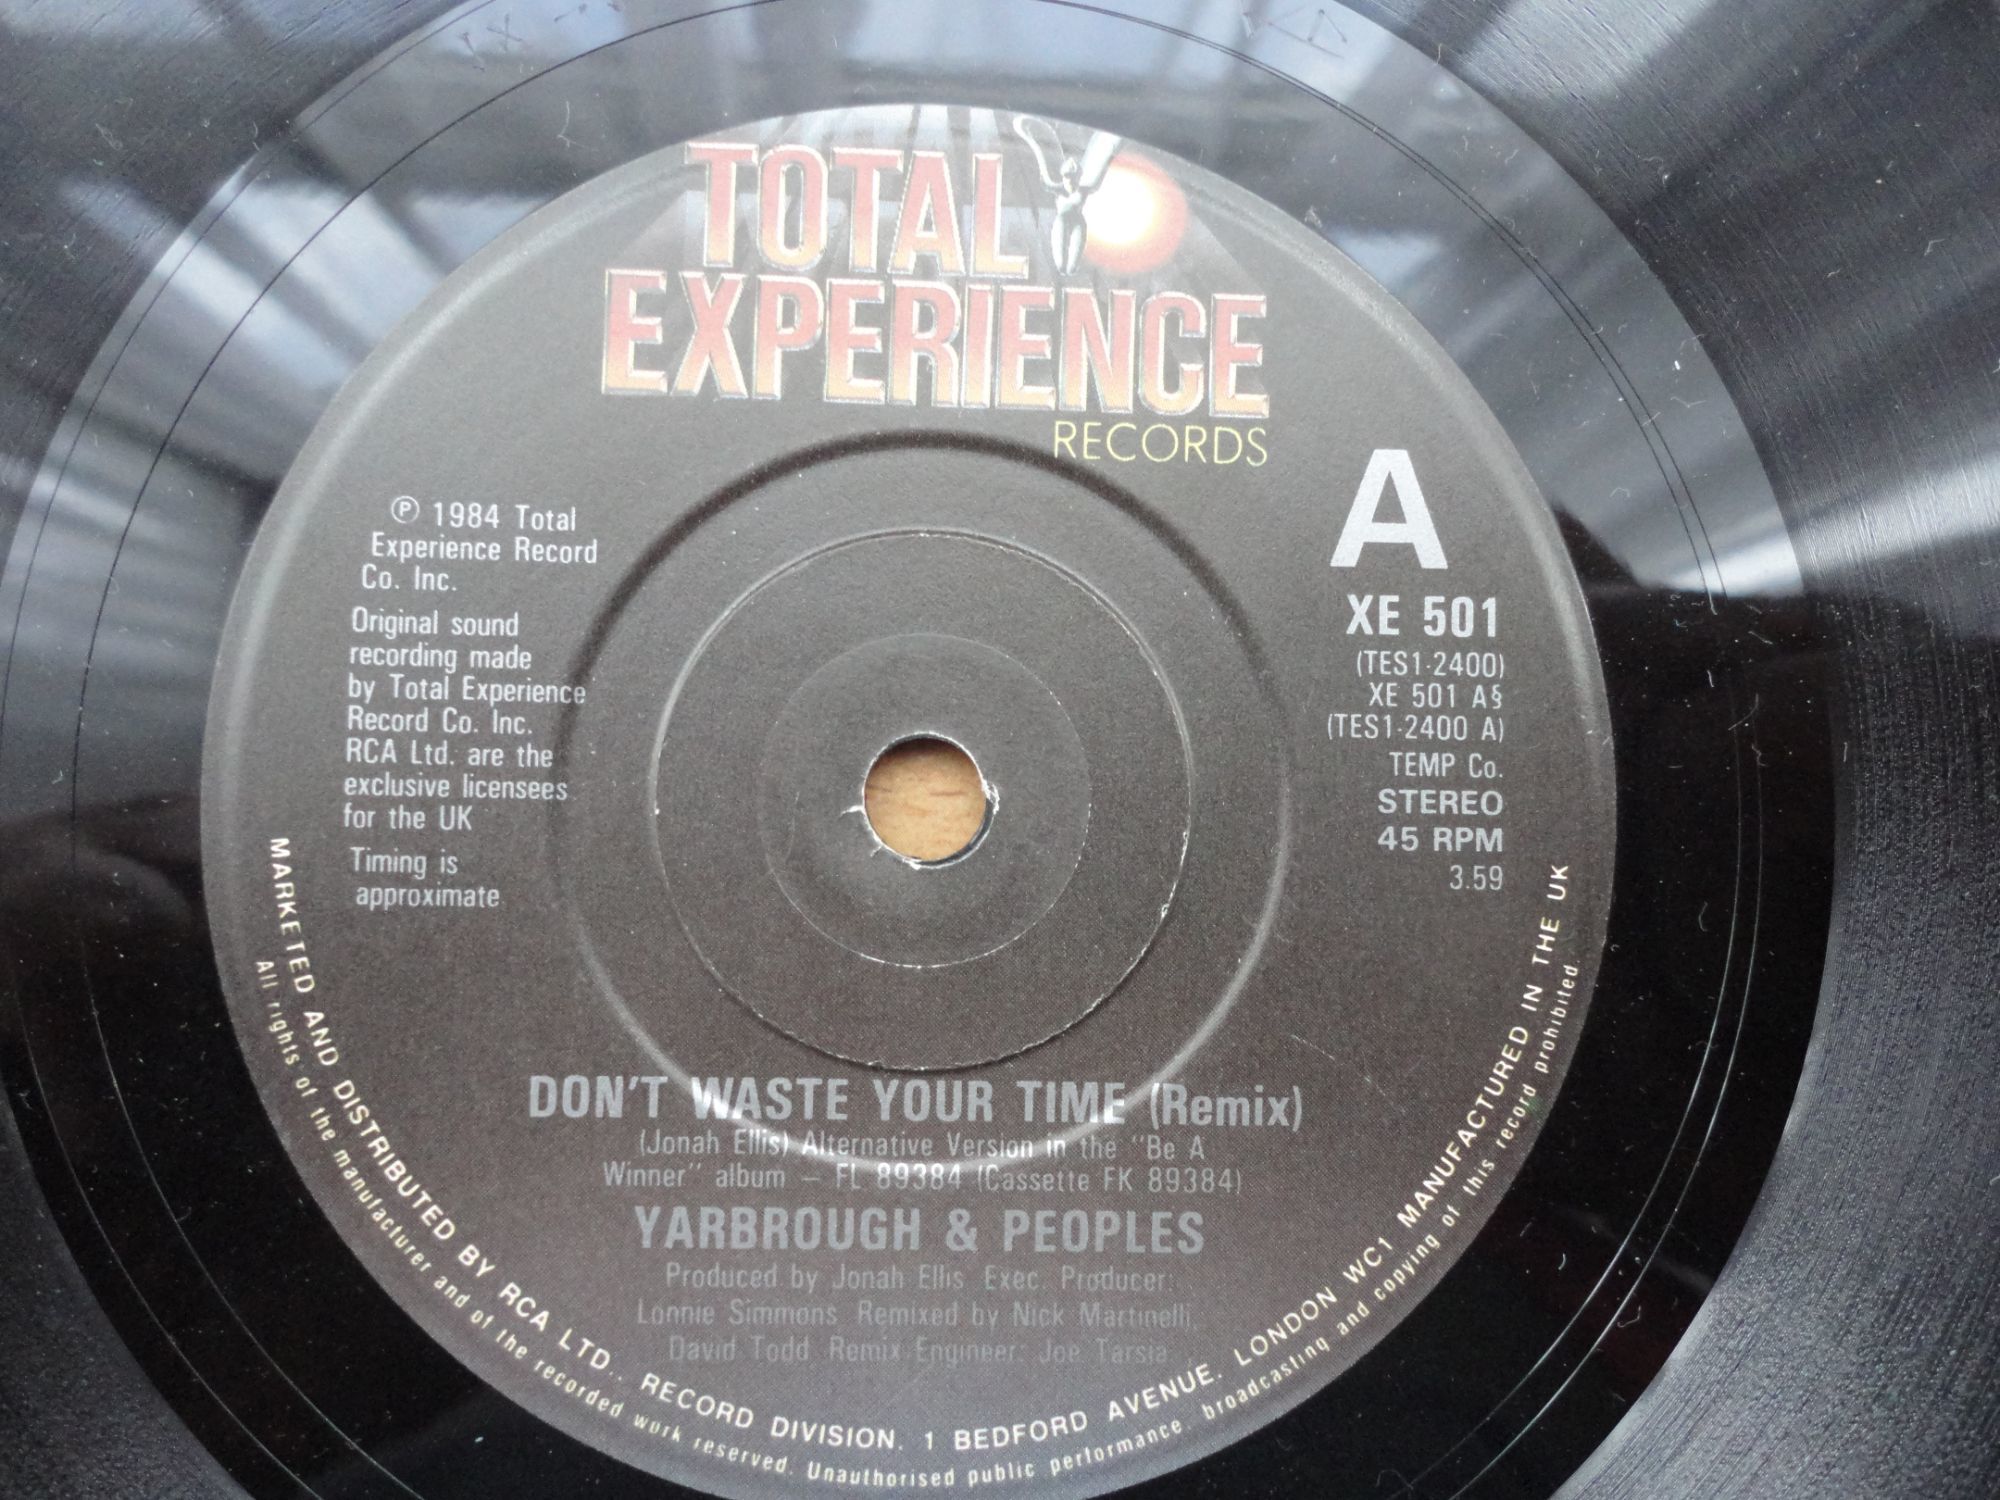 TOTAL
EXPERIENCE
RECORDS
A
XE 501
(TES1-2400)
XE 501 A§
(TES1-2400 A)
TEMP Co.
STEREO
45 RPM
3.59
℗ 1984 Total
Experience Record
Co. Inc.
Original sound
recording made
by Total Experience
Record Co. Inc.
RCA Ltd. are the
exclusive licensees
for the UK
Timing is
approximate
DON'T WASTE YOUR TIME (Remix)
(Jonah Ellis) Alternative Version in the "Be A
Winner" album – FL 89384 (Cassette FK 89384)
YARBROUGH & PEOPLES
Produced by Jonah Ellis. Exec. Producer:
Lonnie Simmons. Remixed by Nick Martinelli,
David Todd. Remix Engineer: Joe Tarsia
MARKETED AND DISTRIBUTED BY RCA LTD., RECORD DIVISION, 1 BEDFORD AVENUE, LONDON WC1 MANUFACTURED IN THE UK
All rights of the manufacturer and of the recorded work reserved. Unauthorised public performance, broadcasting and copying of this record prohibited.